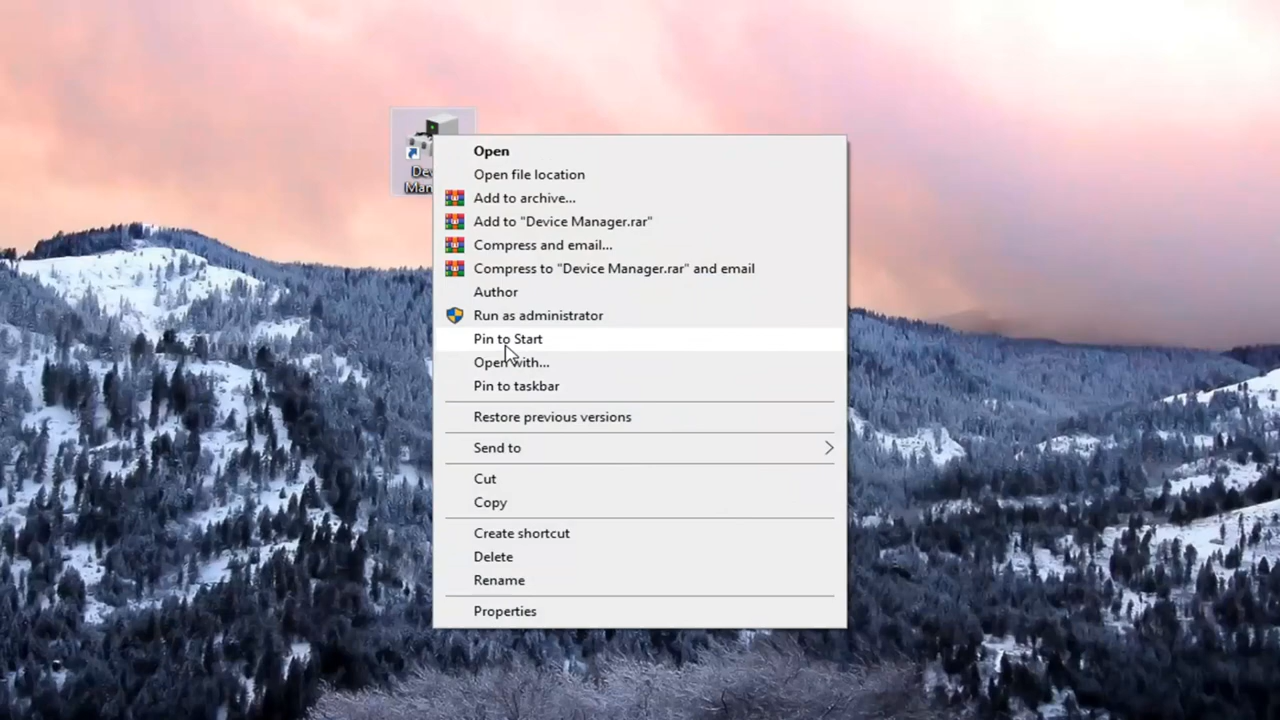 Open
Open file location
Add to archive...
Add to "Device Manager.rar"
Compress and email...
Compress to "Device Manager.rar" and email
Author
Run as administrator
Pin to Start
Open with...
Pin to taskbar
Restore previous versions
Send to
Cut
Copy
Create shortcut
Delete
Rename
Properties